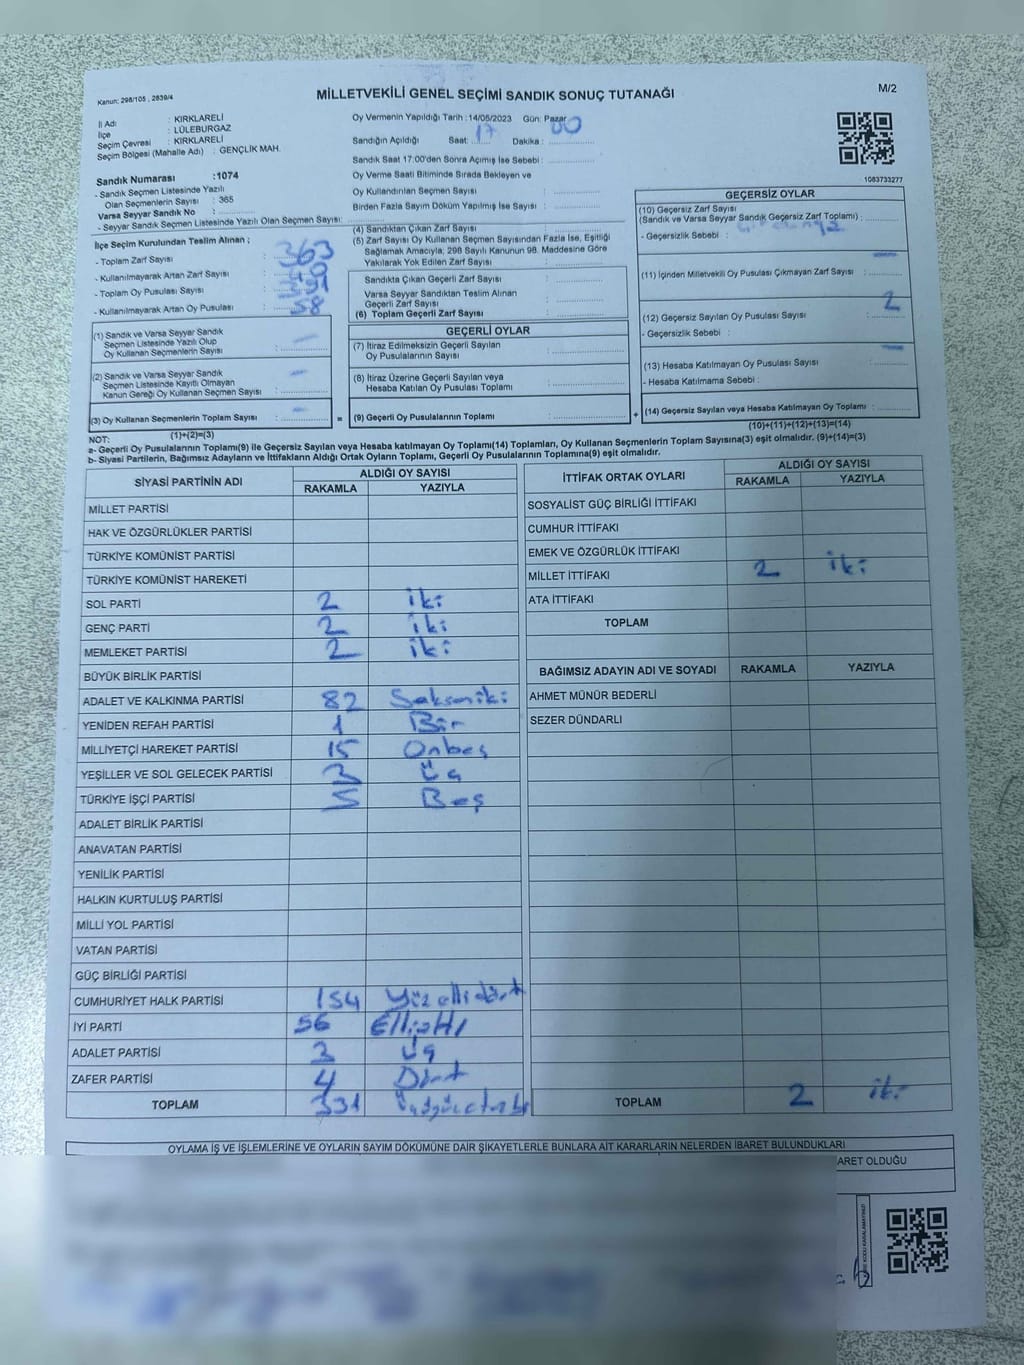 Kanun: 298/105 , 2839/4
MİLLETVEKİLİ GENEL SEÇİMİ SANDIK SONUÇ TUTANAĞI
M/2
İl Adı : KIRKLARELİ
İlçe : LÜLEBURGAZ
Seçim Çevresi : KIRKLARELİ
Seçim Bölgesi (Mahalle Adı) : GENÇLİK MAH.
Sandık Numarası :1074
- Sandık Seçmen Listesinde Yazılı
Olan Seçmenlerin Sayısı : 365
Varsa Seyyar Sandık No :
- Seyyar Sandık Seçmen Listesinde Yazılı Olan Seçmen Sayısı:
İlçe Seçim Kurulundan Teslim Alınan ;
- Toplam Zarf Sayısı : 363
- Kullanılmayarak Artan Zarf Sayısı :
- Toplam Oy Pusulası Sayısı :
- Kullanılmayarak Artan Oy Pusulası : 58
(1) Sandık ve Varsa Seyyar Sandık
Seçmen Listesinde Yazılı Olup
Oy Kullanan Seçmenlerin Sayısı :
(2) Sandık ve Varsa Seyyar Sandık
Seçmen Listesinde Kayıtlı Olmayan
Kanun Gereği Oy Kullanan Seçmen Sayısı :
(3) Oy Kullanan Seçmenlerin Toplam Sayısı :
(1)+(2)=(3)
Oy Vermenin Yapıldığı Tarih : 14/05/2023 Gün: Pazar
Sandığın Açıldığı Saat: 17 Dakika : 00
Sandık Saat 17:00'den Sonra Açımış İse Sebebi :
Oy Verme Saati Bitiminde Sırada Bekleyen ve
Oy Kullandırılan Seçmen Sayısı :
Birden Fazla Sayım Döküm Yapılmış İse Sayısı :
(4) Sandıktan Çıkan Zarf Sayısı :
(5) Zarf Sayısı Oy Kullanan Seçmen Sayısından Fazla İse, Eşitliği
Sağlamak Amacıyla; 298 Sayılı Kanunun 98. Maddesine Göre
Yakılarak Yok Edilen Zarf Sayısı :
Sandıkta Çıkan Geçerli Zarf Sayısı :
Varsa Seyyar Sandıktan Teslim Alınan
Geçerli Zarf Sayısı :
(6) Toplam Geçerli Zarf Sayısı :
GEÇERLİ OYLAR
(7) İtiraz Edilmeksizin Geçerli Sayılan
Oy Pusulalarının Sayısı :
(8) İtiraz Üzerine Geçerli Sayılan veya
Hesaba Katılan Oy Pusulası Toplamı :
= (9) Geçerli Oy Pusulalarının Toplamı :
1083733277
GEÇERSİZ OYLAR
(10) Geçersiz Zarf Sayısı
(Sandık ve Varsa Seyyar Sandık Geçersiz Zarf Toplamı) :
- Geçersizlik Sebebi :
(11) İçinden Milletvekili Oy Pusulası Çıkmayan Zarf Sayısı :
(12) Geçersiz Sayılan Oy Pusulası Sayısı : 2
- Geçersizlik Sebebi :
(13) Hesaba Katılmayan Oy Pusulası Sayısı :
- Hesaba Katılmama Sebebi :
+ (14) Geçersiz Sayılan veya Hesaba Katılmayan Oy Toplamı :
(10)+(11)+(12)+(13)=(14)
NOT:
a- Geçerli Oy Pusulalarının Toplamı(9) ile Geçersiz Sayılan veya Hesaba katılmayan Oy Toplamı(14) Toplamları, Oy Kullanan Seçmenlerin Toplam Sayısına(3) eşit olmalıdır. (9)+(14)=(3)
b- Siyasi Partilerin, Bağımsız Adayların ve İttifakların Aldığı Ortak Oyların Toplamı, Geçerli Oy Pusulalarının Toplamına(9) eşit olmalıdır.
SİYASİ PARTİNİN ADI
ALDIĞI OY SAYISI
RAKAMLA YAZIYLA
MİLLET PARTİSİ
HAK VE ÖZGÜRLÜKLER PARTİSİ
TÜRKİYE KOMÜNİST PARTİSİ
TÜRKİYE KOMÜNİST HAREKETİ
SOL PARTİ 2 iki
GENÇ PARTİ 2 iki
MEMLEKET PARTİSİ 2 iki
BÜYÜK BİRLİK PARTİSİ
ADALET VE KALKINMA PARTİSİ 82 Seksaniki
YENİDEN REFAH PARTİSİ 1 Bir
MİLLİYETÇİ HAREKET PARTİSİ 15 Onbeş
YEŞİLLER VE SOL GELECEK PARTİSİ 3 Üç
TÜRKİYE İŞÇİ PARTİSİ 5 Beş
ADALET BİRLİK PARTİSİ
ANAVATAN PARTİSİ
YENİLİK PARTİSİ
HALKIN KURTULUŞ PARTİSİ
MİLLİ YOL PARTİSİ
VATAN PARTİSİ
GÜÇ BİRLİĞİ PARTİSİ
CUMHURİYET HALK PARTİSİ 154 Yüz elli dört
İYİ PARTİ 56 Ellialtı
ADALET PARTİSİ 3 üç
ZAFER PARTİSİ 4 Dört
TOPLAM 331
İTTİFAK ORTAK OYLARI
ALDIĞI OY SAYISI
RAKAMLA YAZIYLA
SOSYALİST GÜÇ BİRLİĞİ İTTİFAKI
CUMHUR İTTİFAKI
EMEK VE ÖZGÜRLÜK İTTİFAKI
MİLLET İTTİFAKI 2 iki
ATA İTTİFAKI
TOPLAM
BAĞIMSIZ ADAYIN ADI VE SOYADI RAKAMLA YAZIYLA
AHMET MÜNÜR BEDERLİ
SEZER DÜNDARLI
TOPLAM 2 iki
OYLAMA İŞ VE İŞLEMLERİNE VE OYLARIN SAYIM DÖKÜMÜNE DAİR ŞİKAYETLERLE BUNLARA AİT KARARLARIN NELERDEN İBARET BULUNDUKLARI
ARET OLDUĞU